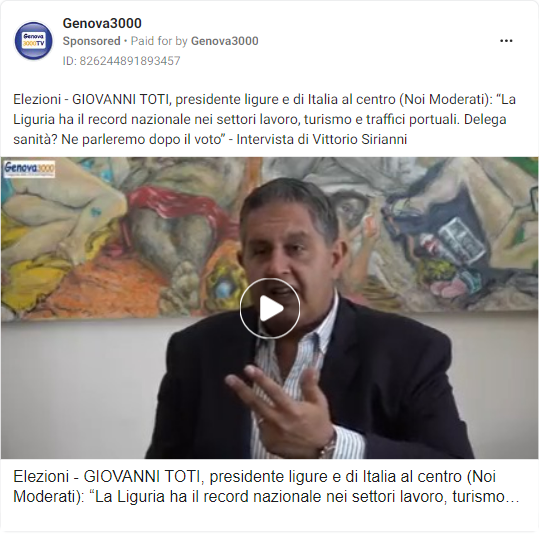 Genova
3000TV
Genova3000
Sponsored • Paid for by Genova3000
ID: 826244891893457
Elezioni - GIOVANNI TOTI, presidente ligure e di Italia al centro (Noi Moderati): “La
Liguria ha il record nazionale nei settori lavoro, turismo e traffici portuali. Delega
sanità? Ne parleremo dopo il voto” - Intervista di Vittorio Sirianni
Genova3000
Elezioni - GIOVANNI TOTI, presidente ligure e di Italia al centro (Noi
Moderati): “La Liguria ha il record nazionale nei settori lavoro, turismo...